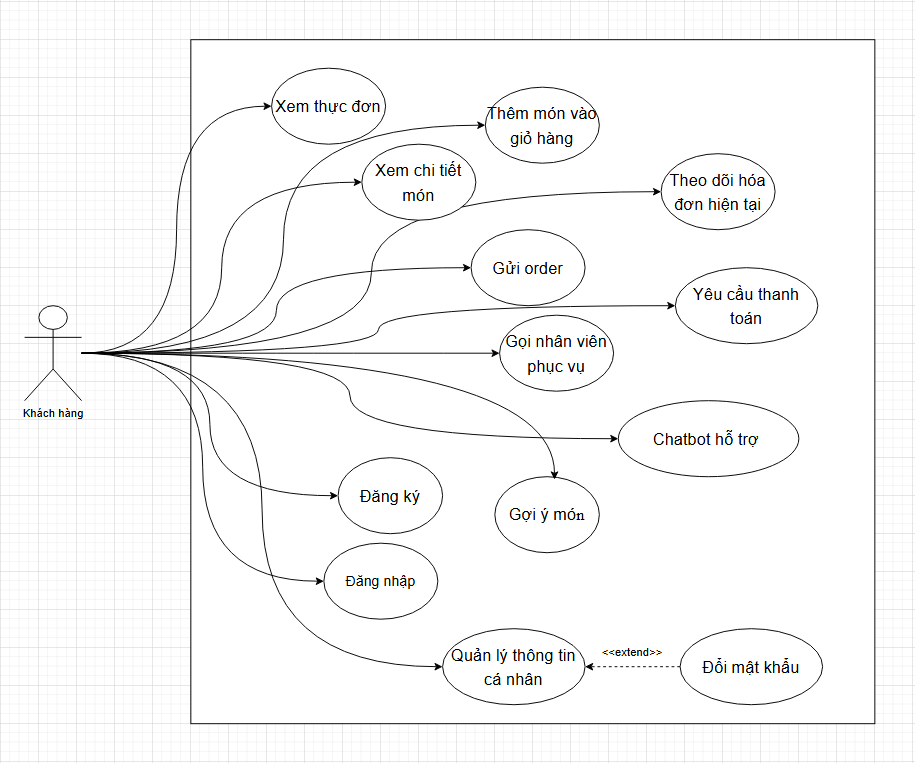 Xem thực đơn
Thêm món vào
giỏ hàng
Xem chi tiết
món
Theo dõi hóa
đơn hiện tại
Gửi order
Yêu cầu thanh
toán
Gọi nhân viên
phục vụ
Khách hàng
Chatbot hỗ trợ
Đăng ký
Gợi ý món
Đăng nhập
Quản lý thông tin
cá nhân
<<extend>>
Đổi mật khẩu